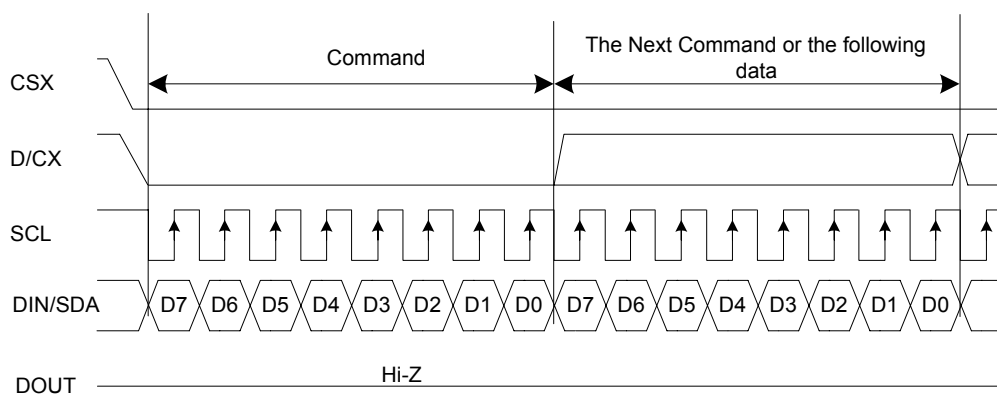 Command
The Next Command or the following
data
CSX
D/CX
SCL
DIN/SDA D7 D6 D5 D4 D3 D2 D1 D0 D7 D6 D5 D4 D3 D2 D1 D0
Hi-Z
DOUT